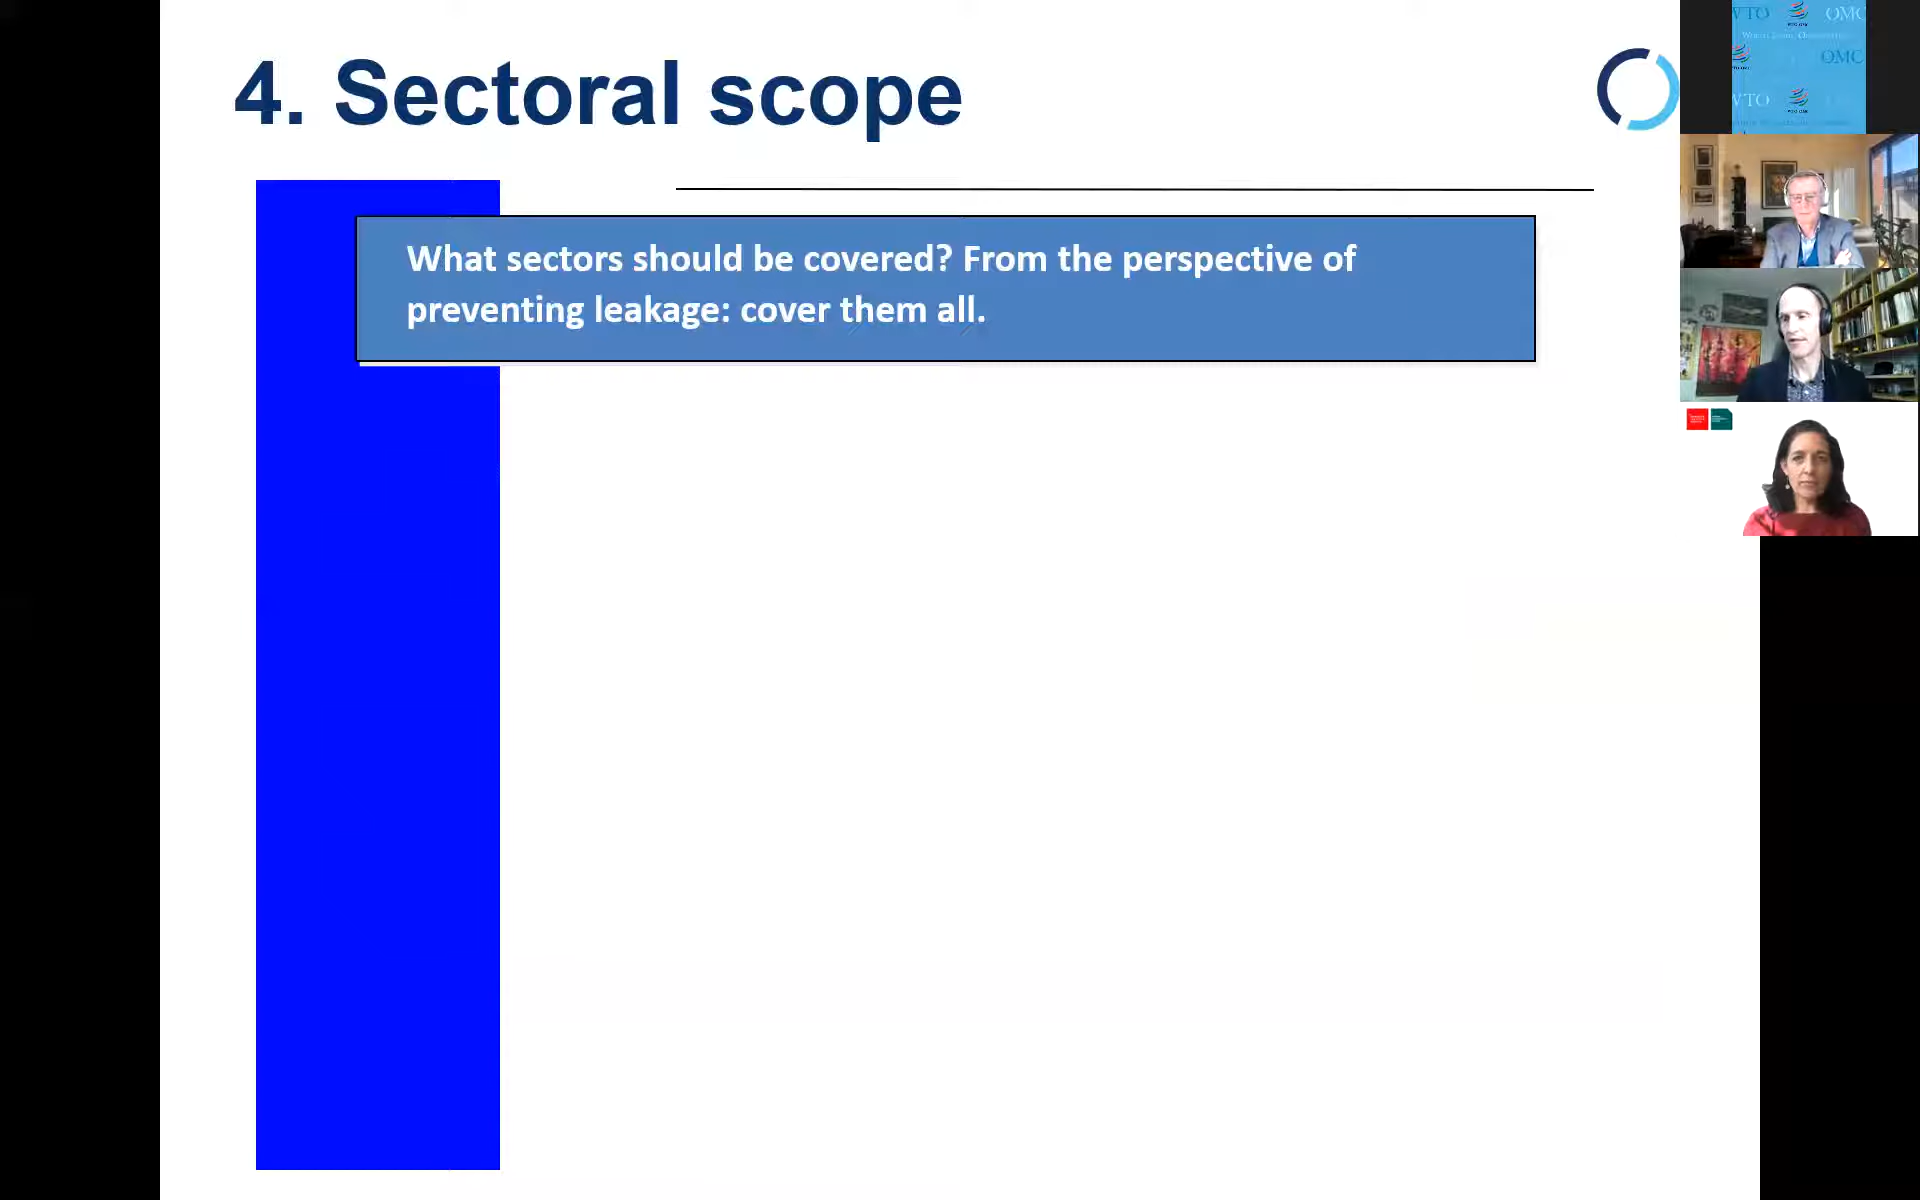 4. Sectoral scope
What sectors should be covered? From the perspective of
preventing leakage: cover them all.
WTO
OMC
OMC
WTO